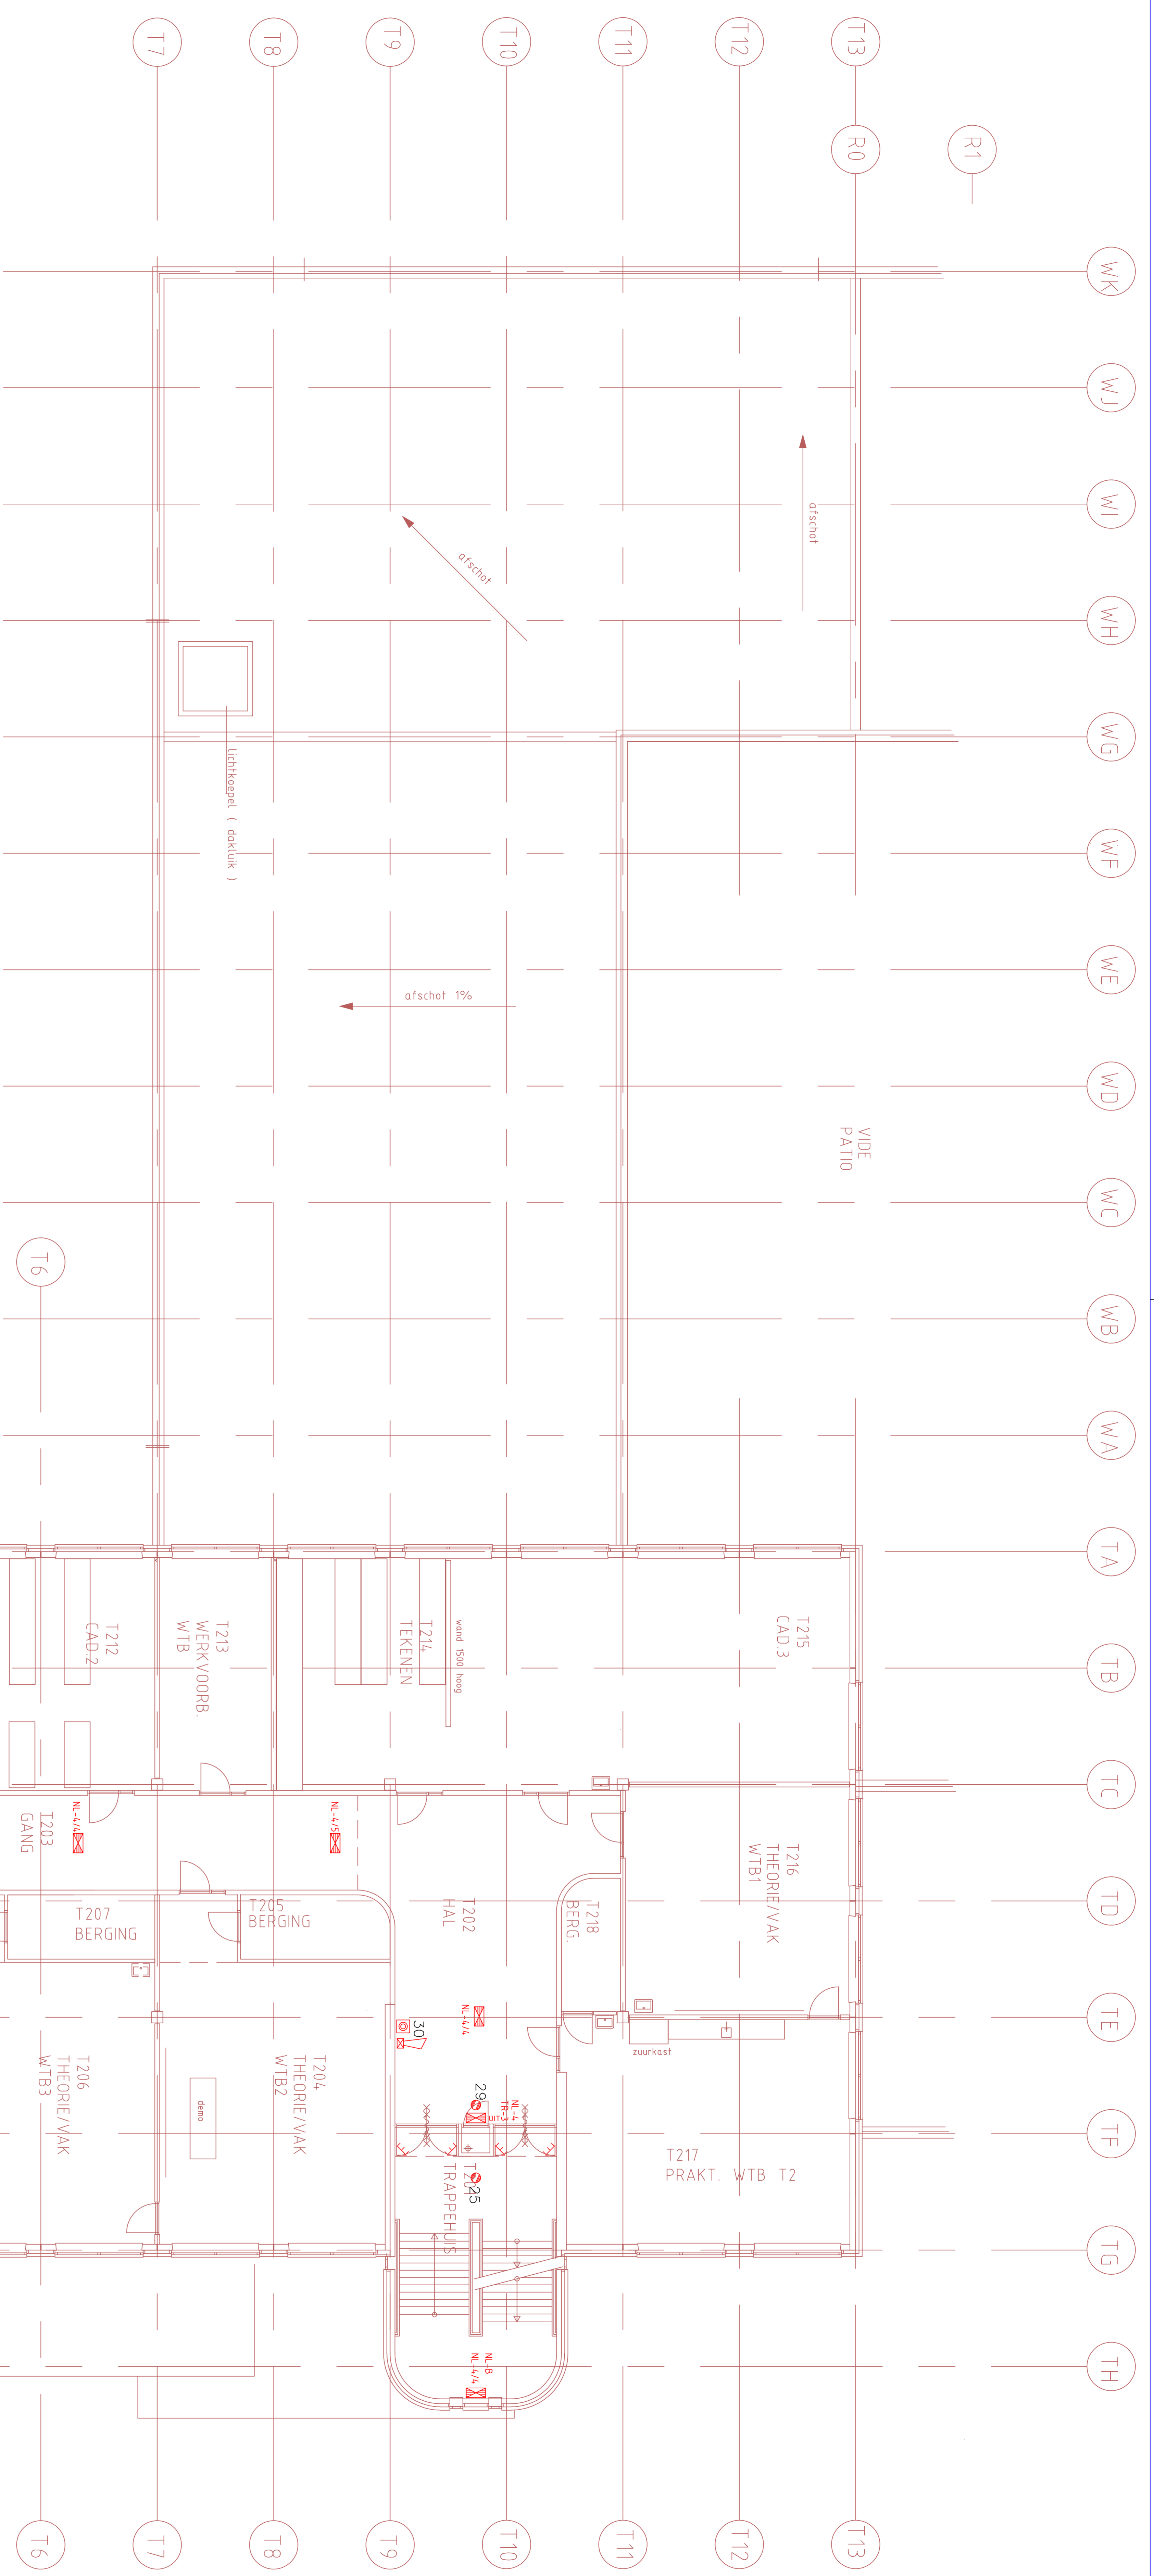 T7
T8
T9
T10
T11
T12
T13
R0
R1
WK
WJ
WI
WH
WG
WF
WE
WD
WC
WB
WA
TA
TB
TC
TD
TE
TF
TG
TH
afschot
afschot
lichtkoepel ( dakluik )
afschot 1%
VIDE
PATIO
T6
T212
CAD.2
T213
WERKVOORB.
WTB
T214
TEKENEN
wand 1500 hoog
T215
CAD.3
T203
GANG
NL-4/4
NL-4/5
T216
THEORIE/VAK
WTB1
T207
BERGING
T205
BERGING
T202
HAL
T218
BERG.
NL-4/4
30
zuurkast
T206
THEORIE/VAK
WTB3
T204
THEORIE/VAK
WTB2
demo
29
NL-4
TR-3
UIT
T217
PRAKT. WTB T2
T201
TRAPPEHUIS
25
NL-B
NL-4/4
T6
T7
T8
T9
T10
T11
T12
T13